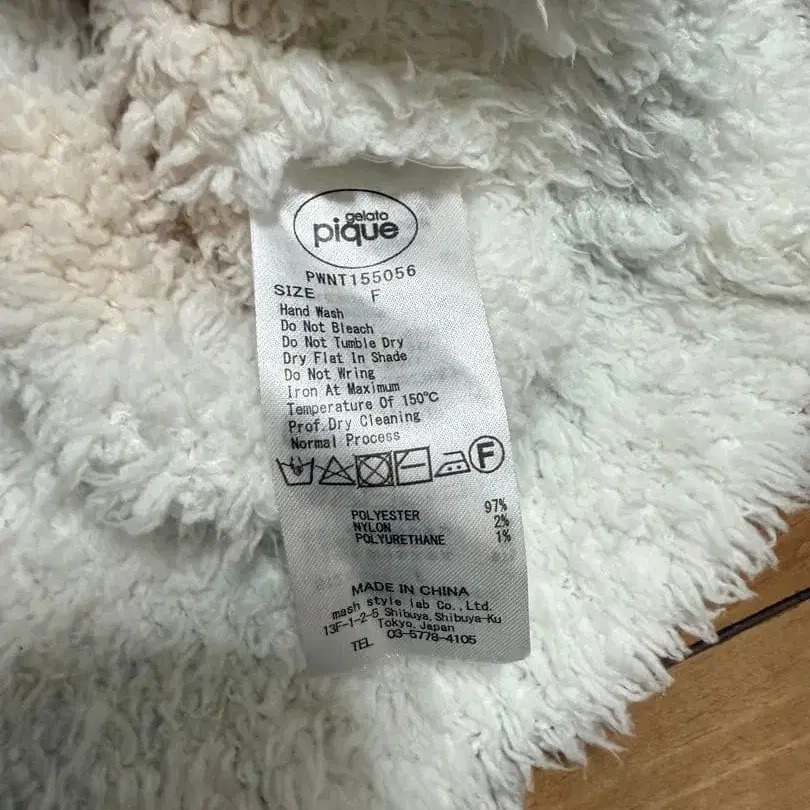 gelato
pique
PWNT155056
SIZE F
Hand Wash
Do Not Bleach
Do Not Tumble Dry
Dry Flat In Shade
Do Not Wring
Iron At Maximum
Temperature Of 150℃
Prof.Dry Cleaning
Normal Process
F
POLYESTER 97%
NYLON 2%
POLYURETHANE 1%
MADE IN CHINA
mash style lab Co.,Ltd.
13F-1-2-5 Shibuya,Shibuya-Ku
Tokyo,Japan
TEL 03-5778-4105